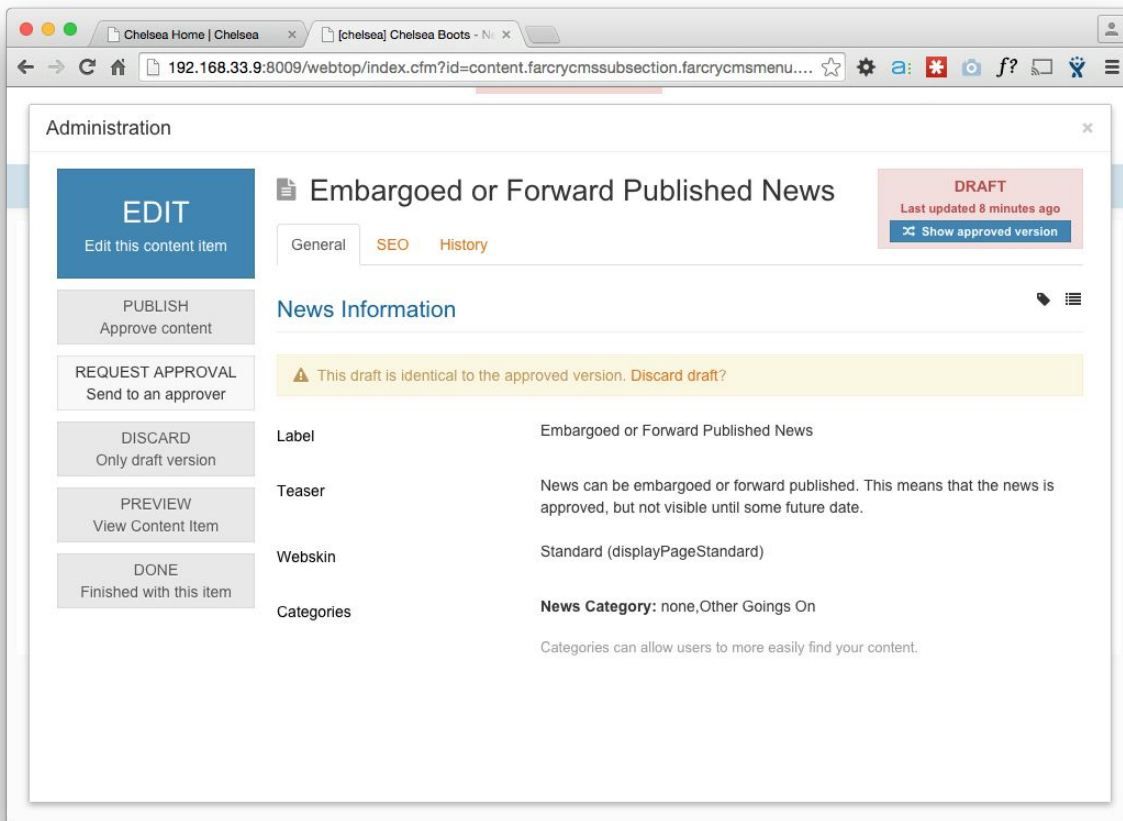 Chelsea Home | Chelsea
[chelsea] Chelsea Boots - Ne
192.168.33.9:8009/webtop/index.cfm?id=content.farcrycmssubsection.farcrycmsmenu....
a:
f?
Administration
EDIT
Edit this content item
PUBLISH
Approve content
REQUEST APPROVAL
Send to an approver
DISCARD
Only draft version
PREVIEW
View Content Item
DONE
Finished with this item
Embargoed or Forward Published News
DRAFT
Last updated 8 minutes ago
Show approved version
General SEO History
News Information
This draft is identical to the approved version. Discard draft?
Label Embargoed or Forward Published News
Teaser News can be embargoed or forward published. This means that the news is
approved, but not visible until some future date.
Webskin Standard (displayPageStandard)
Categories News Category: none,Other Goings On
Categories can allow users to more easily find your content.